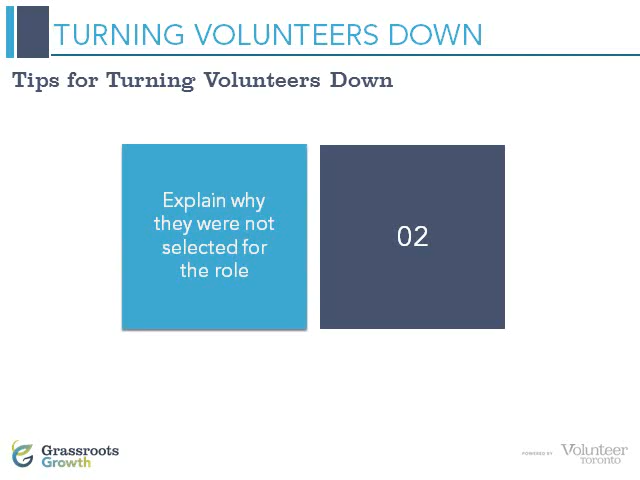 TURNING VOLUNTEERS DOWN
Tips for Turning Volunteers Down
Explain why
they were not
selected for
the role
02
Grassroots
Growth
POWERED BY
Volunteer
TORONTO